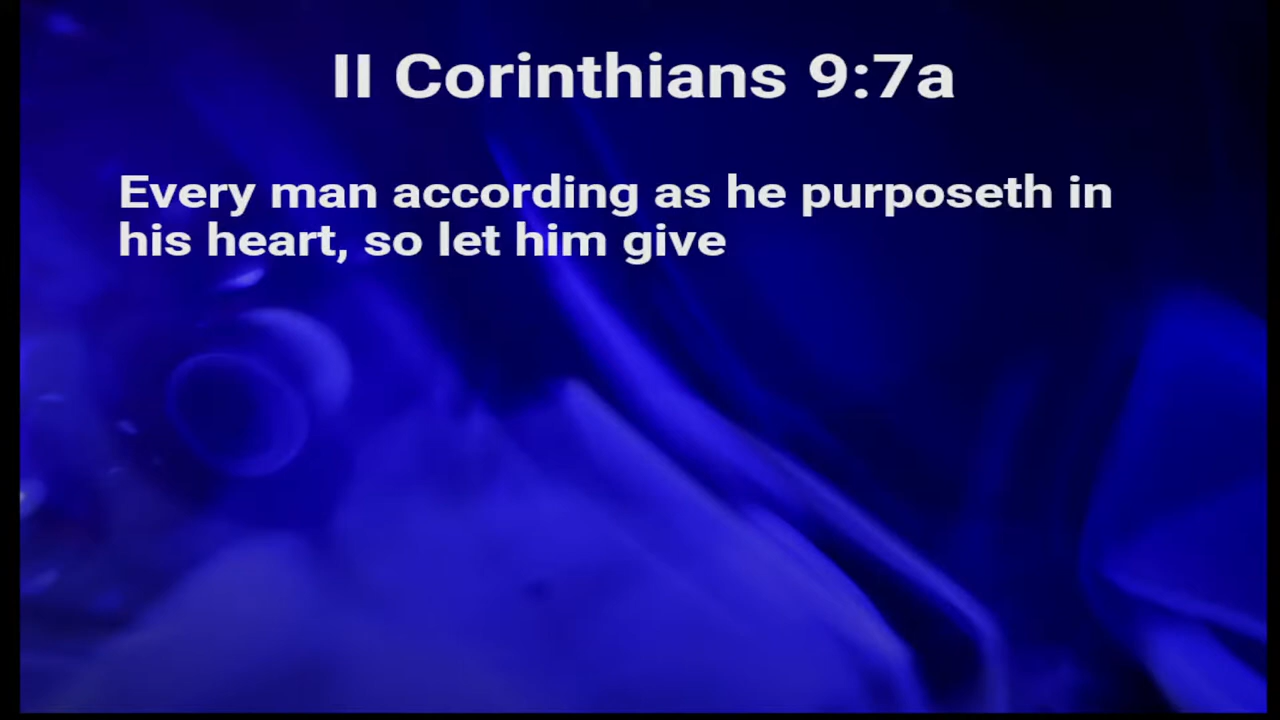 II Corinthians 9:7a
Every man according as he purposeth in
his heart, so let him give